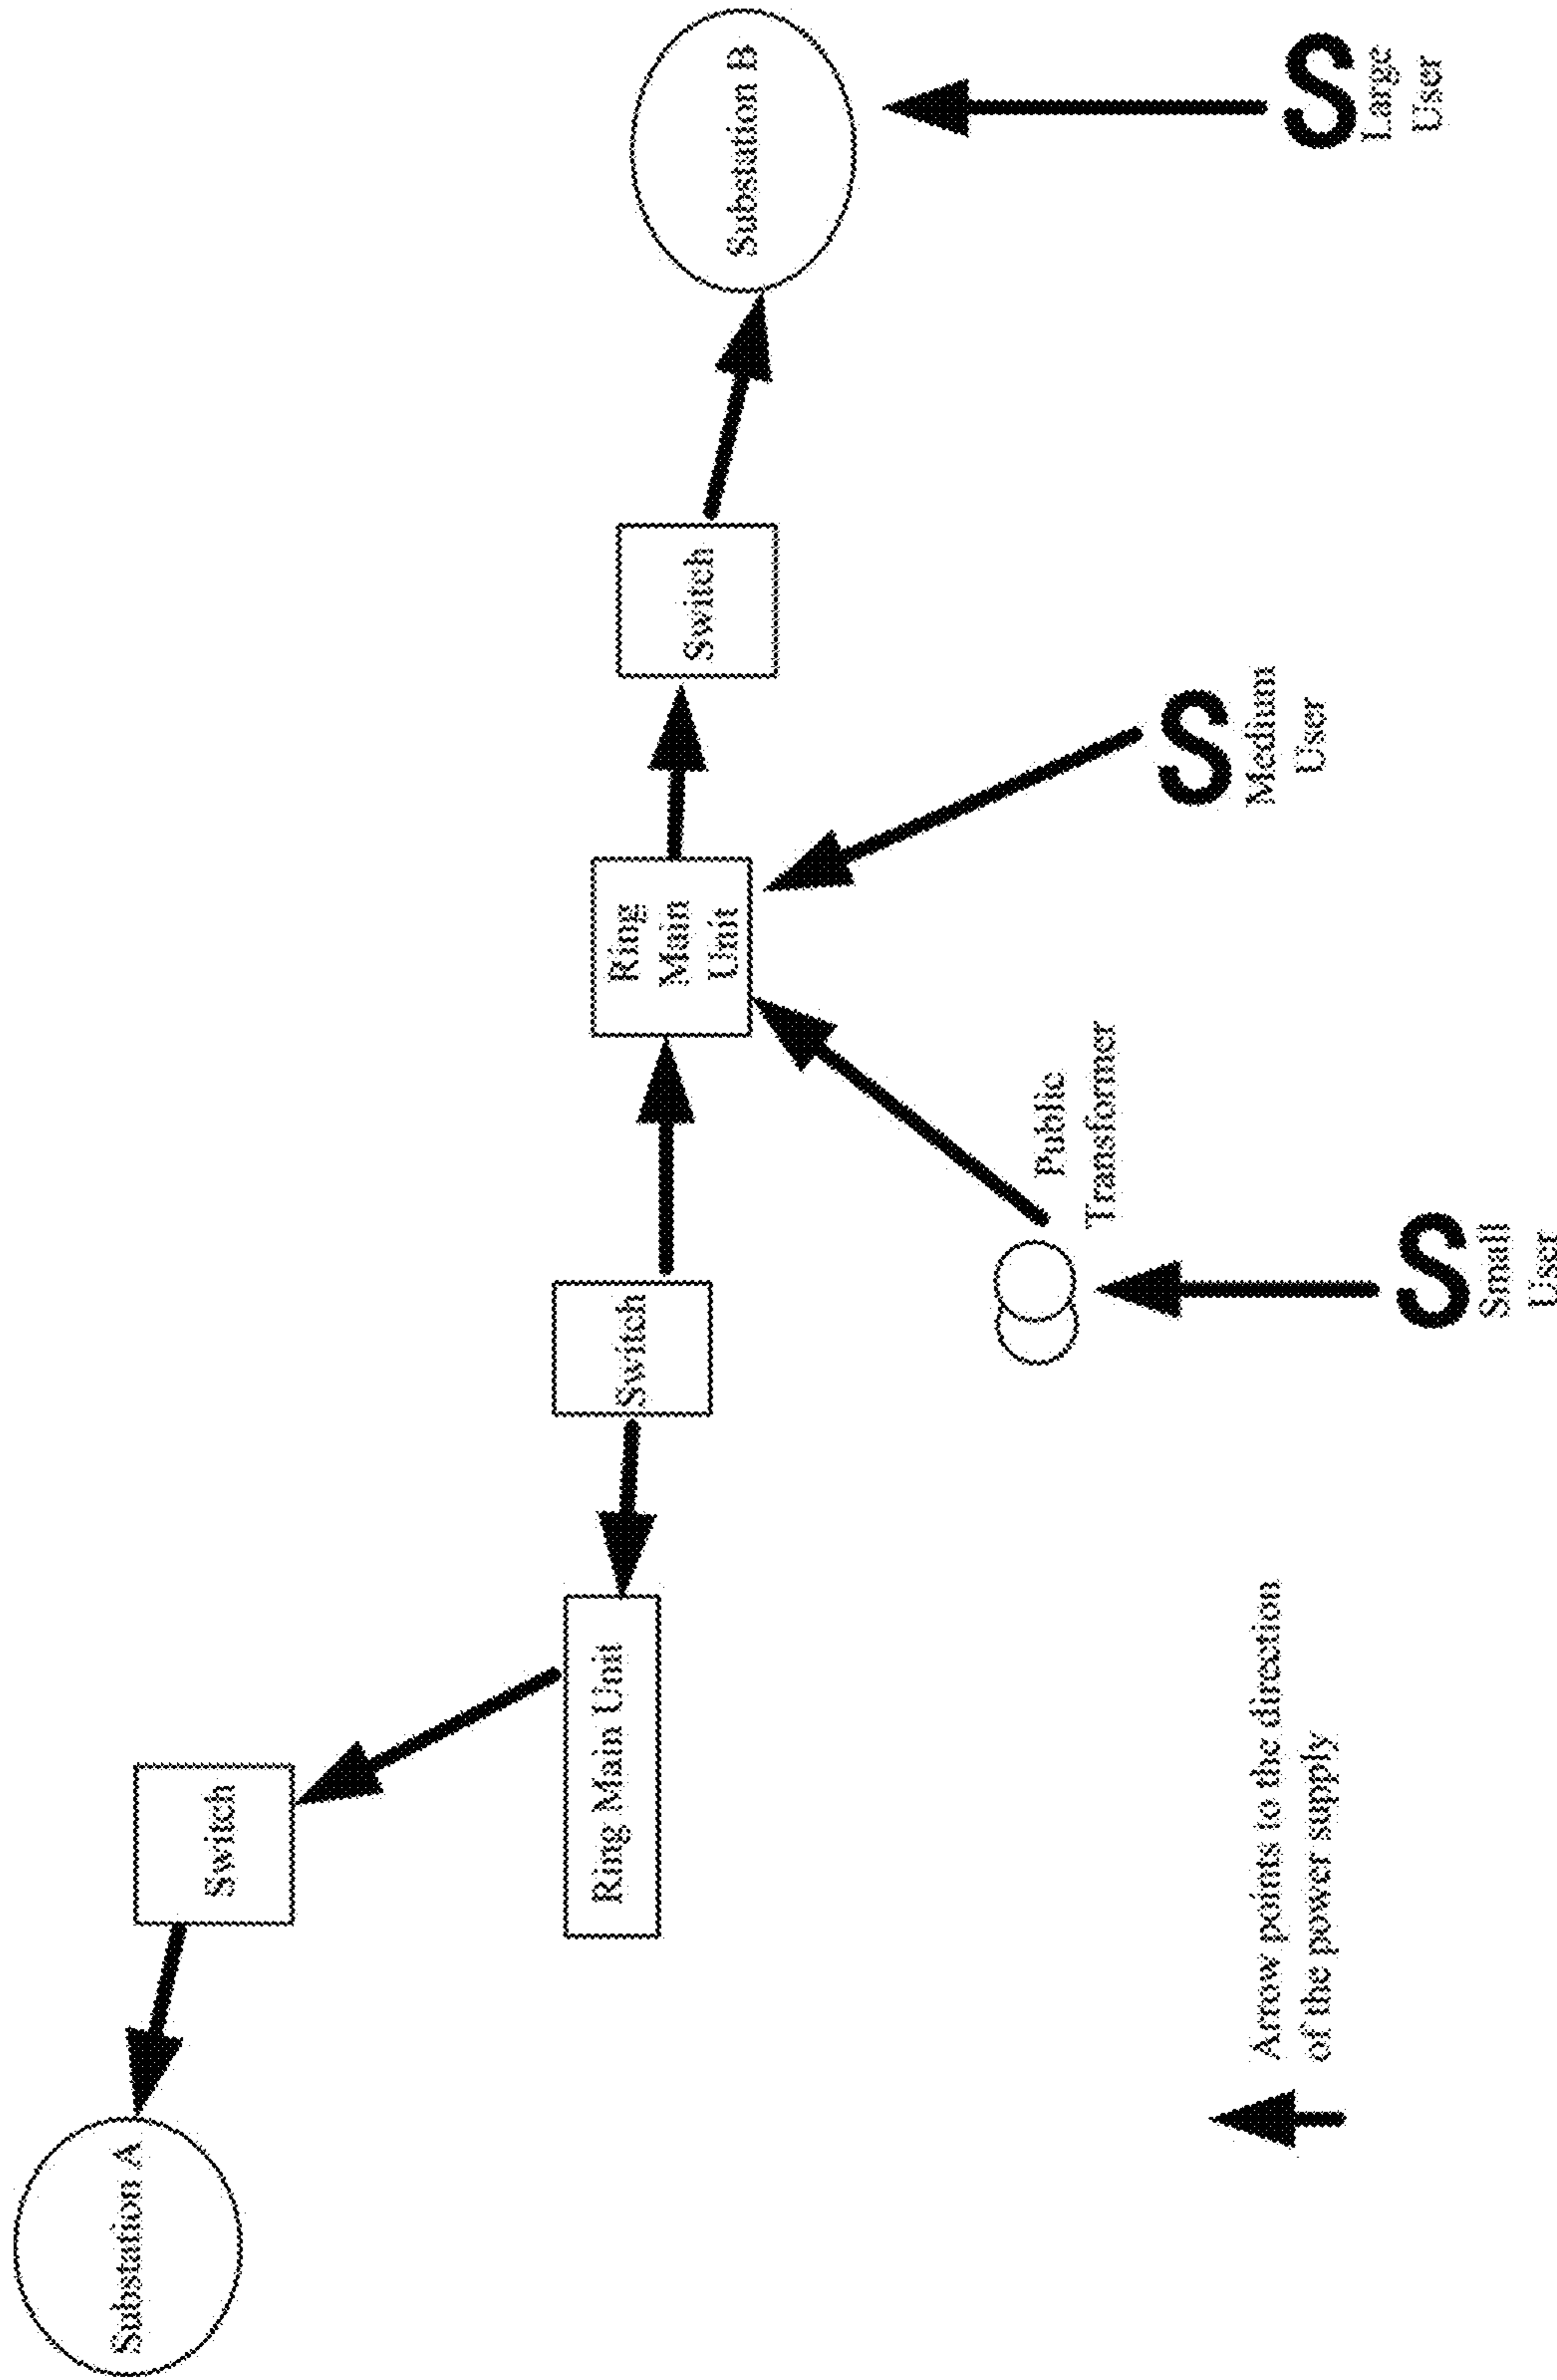 Substation A
Switch
Ring Main Unit
Switch
Ring
Main
Unit
Switch
Substation B
Public
Transformer
S
Small
User
S
Medium
User
S
Large
User
Arrow points to the direction
of the power supply